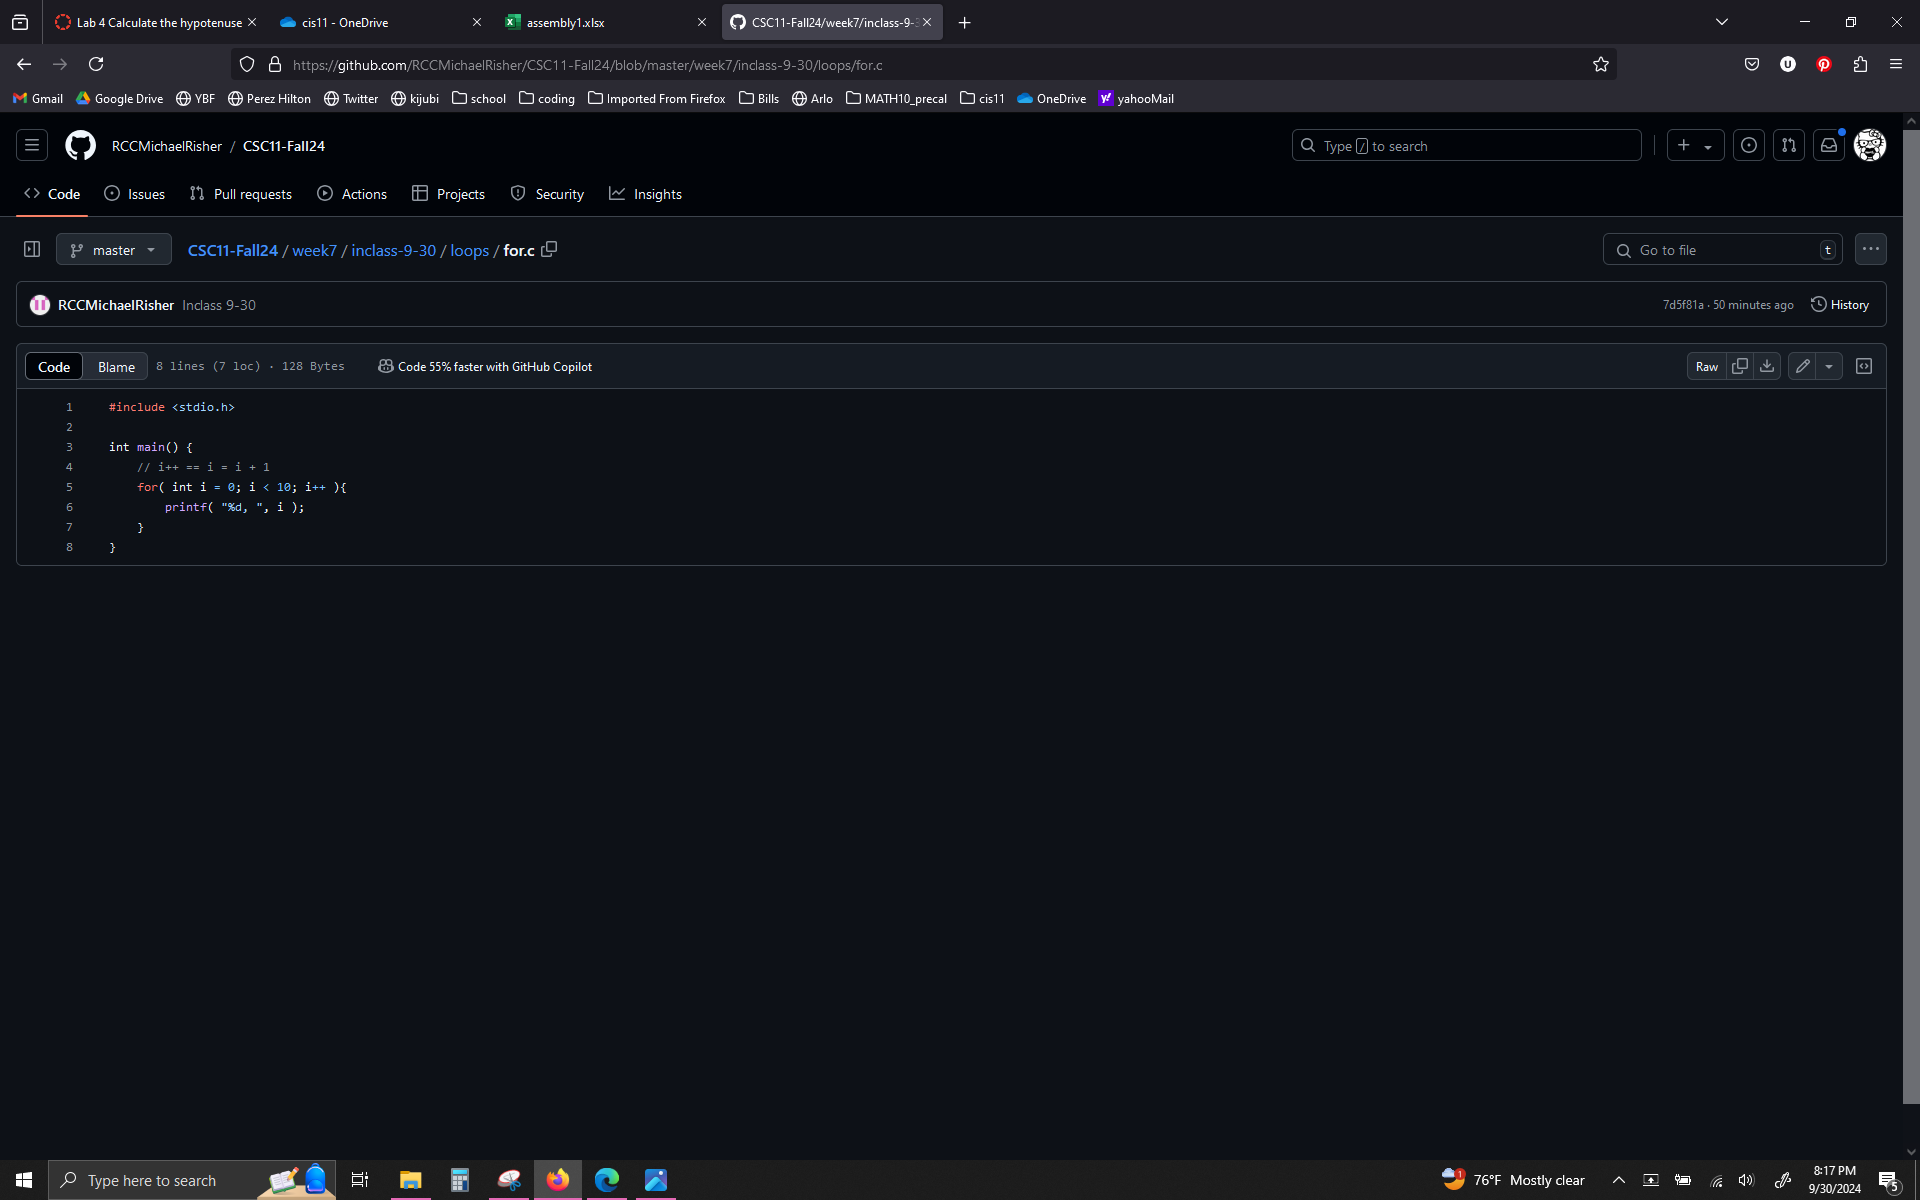 Lab 4 Calculate the hypotenuse
cis11 - OneDrive
assembly1.xlsx
CSC11-Fall24/week7/inclass-9-3
https://github.com/RCCMichaelRisher/CSC11-Fall24/blob/master/week7/inclass-9-30/loops/for.c
Gmail Google Drive YBF Perez Hilton Twitter kijubi school coding Imported From Firefox Bills Arlo MATH10_precal cis11 OneDrive yahooMail
RCCMichaelRisher / CSC11-Fall24
Type / to search
Code Issues Pull requests Actions Projects Security Insights
master CSC11-Fall24 / week7 / inclass-9-30 / loops / for.c
Go to file t
RCCMichaelRisher Inclass 9-30
7d5f81a · 50 minutes ago History
Code Blame 8 lines (7 loc) · 128 Bytes Code 55% faster with GitHub Copilot Raw
1 #include <stdio.h>
2
3 int main() {
4 // i++ == i = i + 1
5 for( int i = 0; i < 10; i++ ){
6 printf( "%d, ", i );
7 }
8 }
Type here to search
1 76°F Mostly clear
8:17 PM
9/30/2024
5